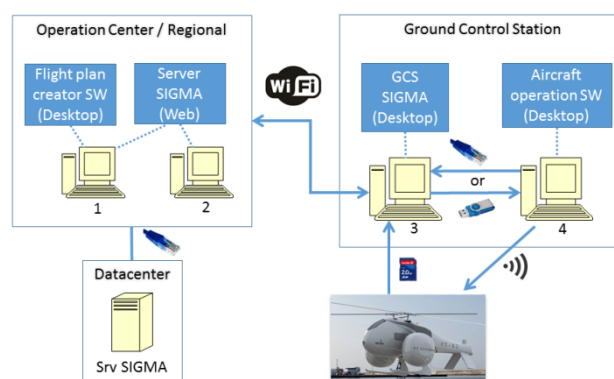 Operation Center / Regional
Flight plan
creator SW
(Desktop)
Server
SIGMA
(Web)
1
2
Wi Fi
Ground Control Station
GCS
SIGMA
(Desktop)
Aircraft
operation SW
(Desktop)
or
3
4
Datacenter
Srv SIGMA